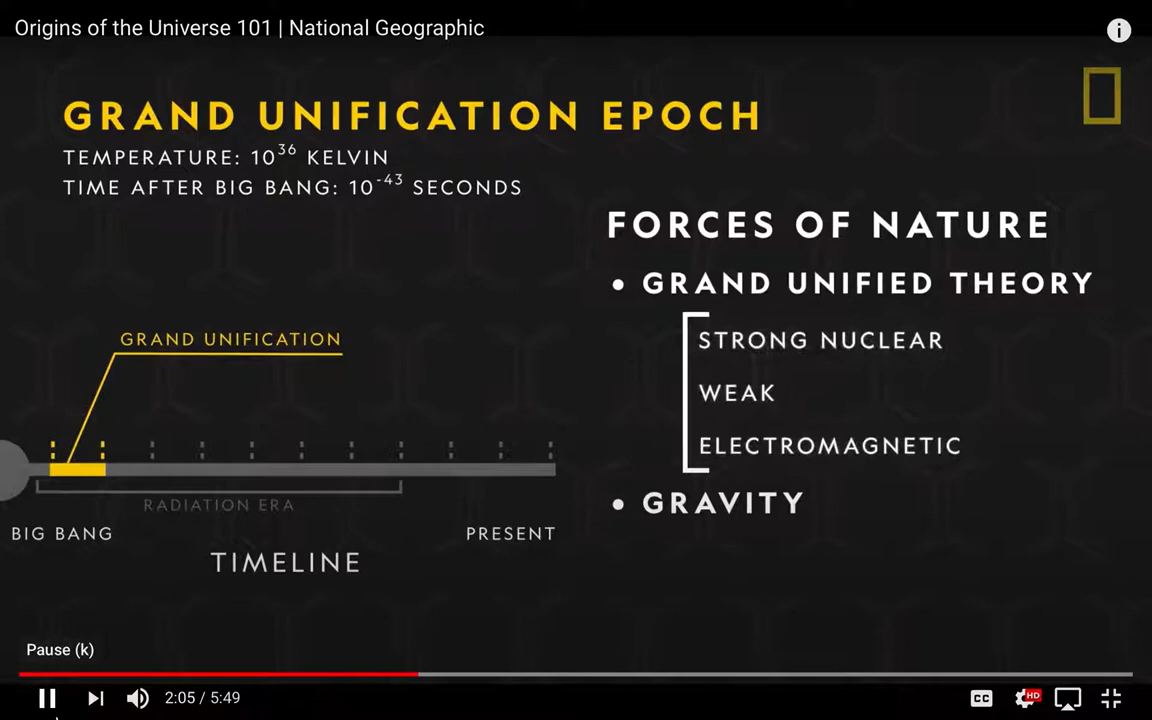 Origins of the Universe 101 | National Geographic
GRAND UNIFICATION EPOCH
TEMPERATURE: 10³⁶ KELVIN
TIME AFTER BIG BANG: 10⁻⁴³ SECONDS
FORCES OF NATURE
• GRAND UNIFIED THEORY
STRONG NUCLEAR
WEAK
ELECTROMAGNETIC
• GRAVITY
GRAND UNIFICATION
RADIATION ERA
BIG BANG
PRESENT
TIMELINE
Pause (k)
2:05 / 5:49
CC
HD